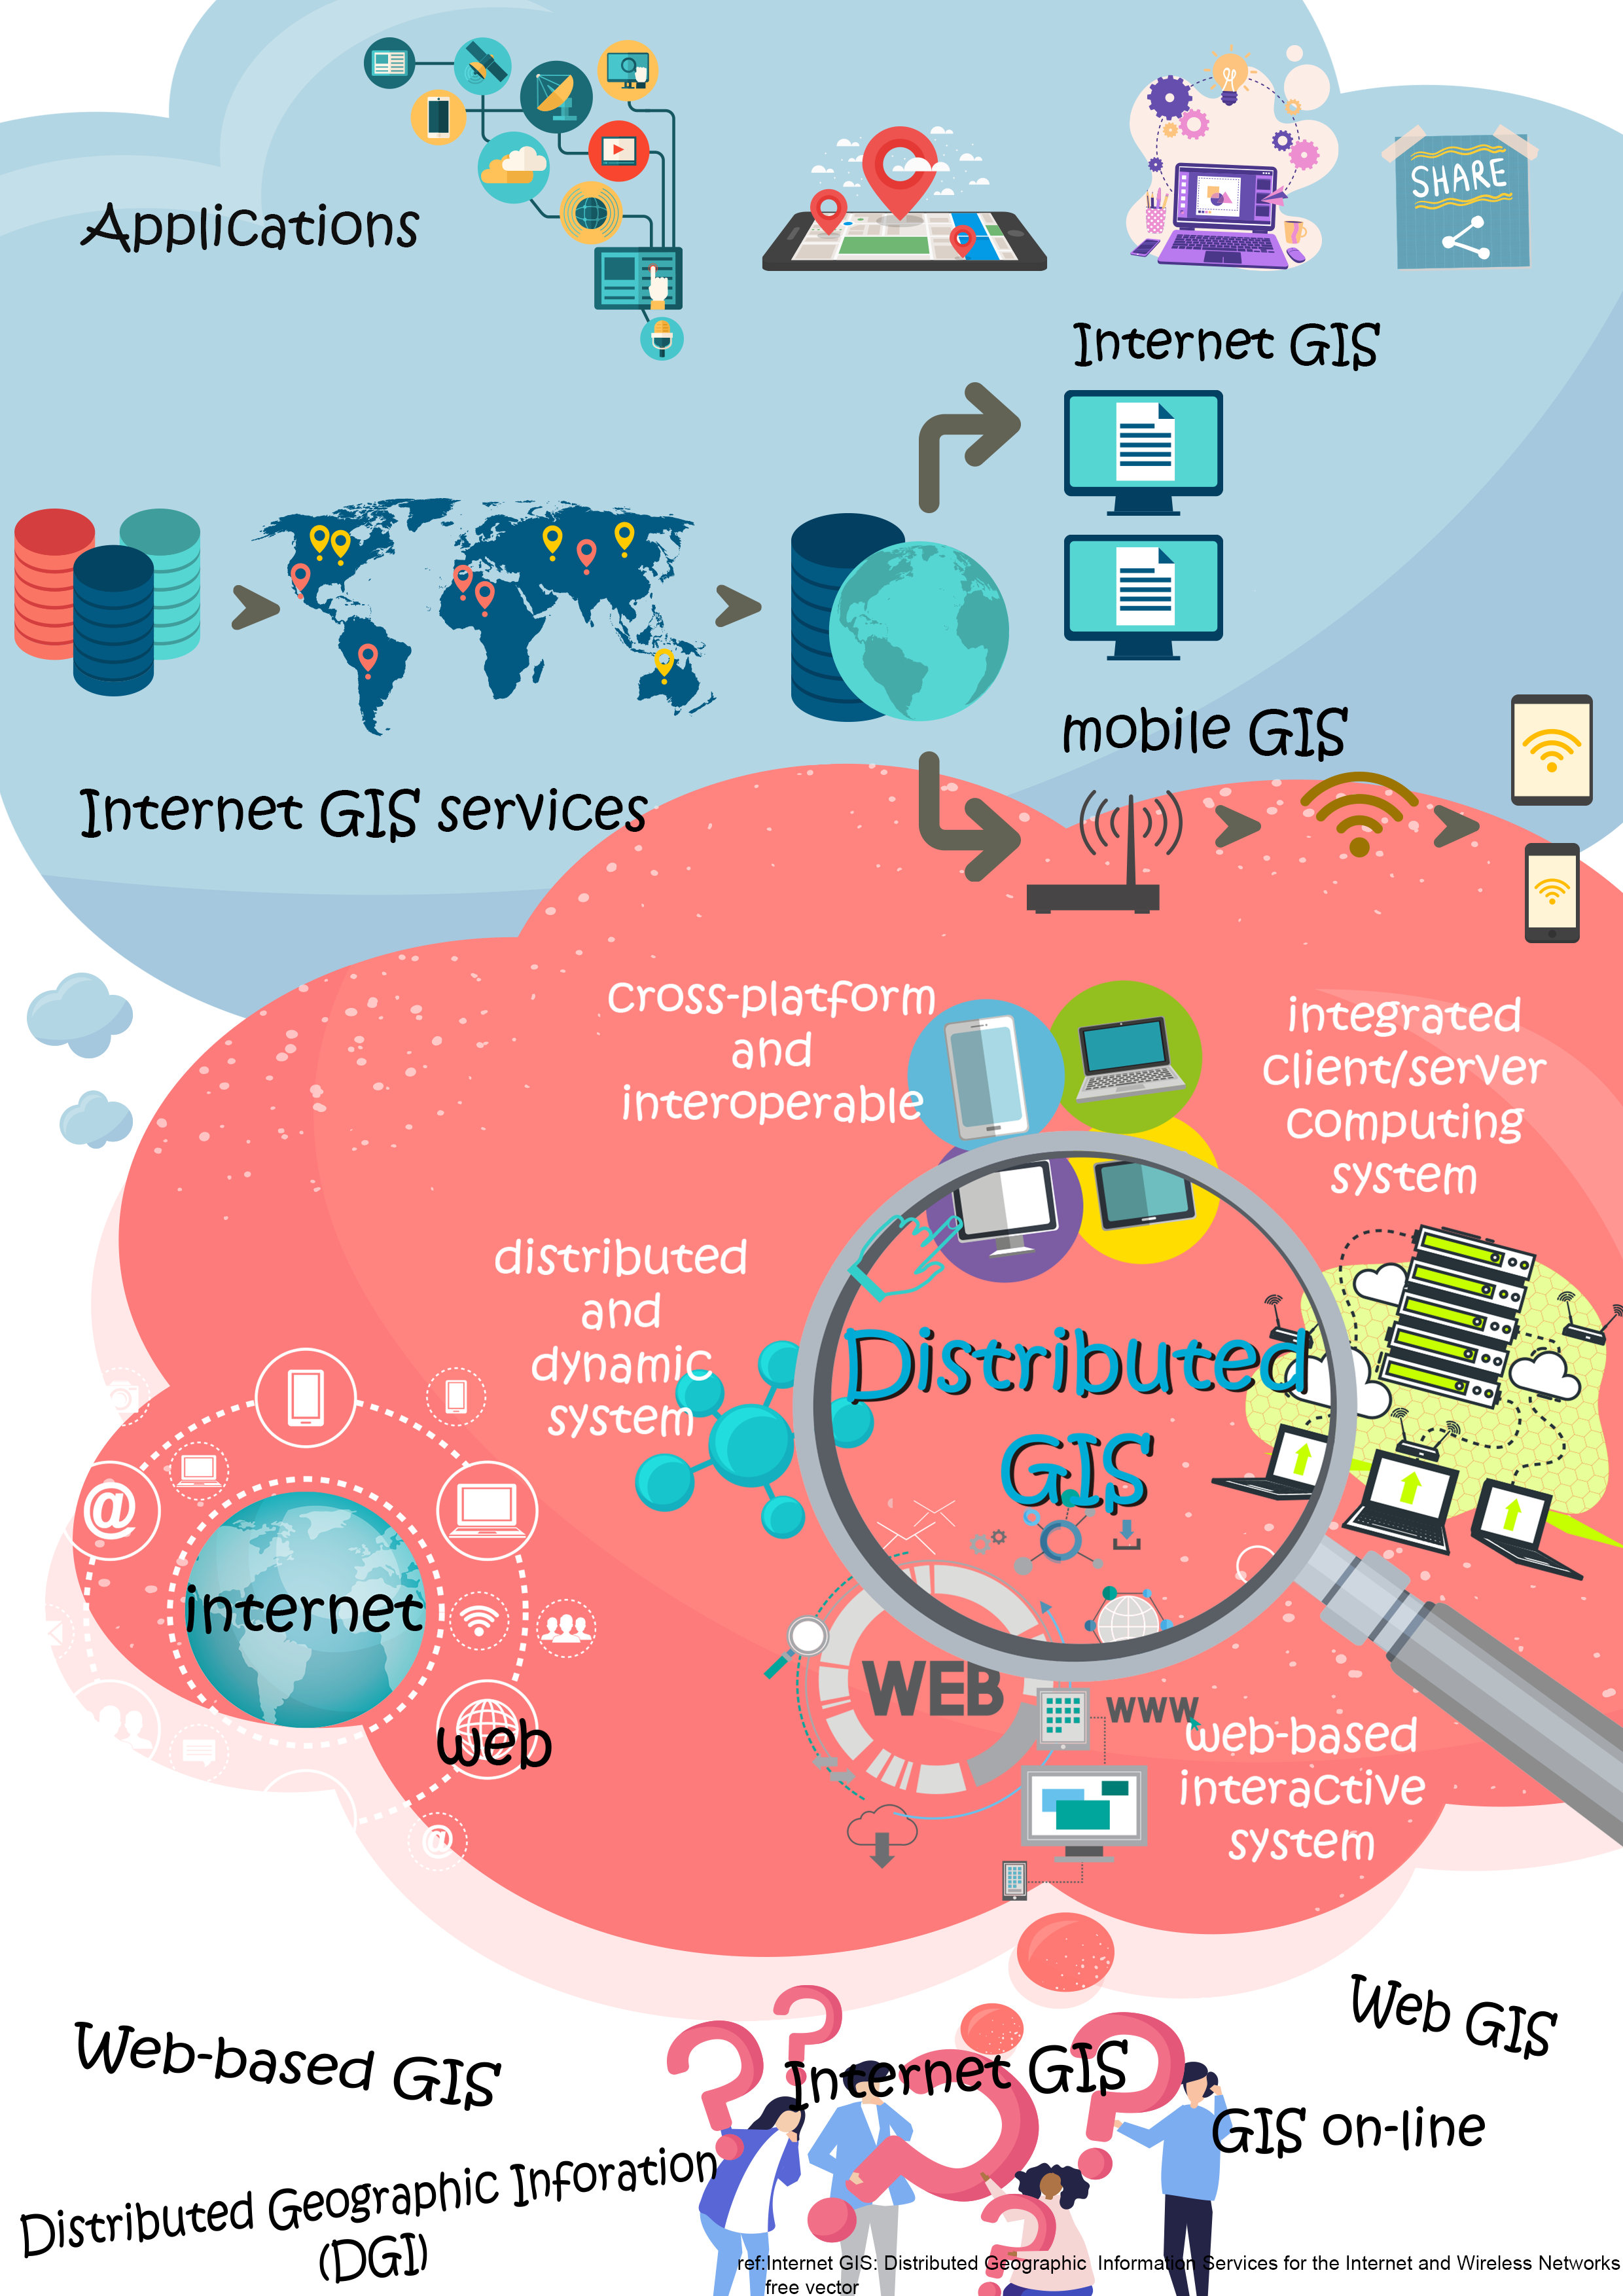 Applications
SHARE
Internet GIS
mobile GIS
Internet GIS services
cross-platform
and
interoperable
integrated
client/server
computing
system
distributed
and
dynamic
system
Distributed
GIS
@
internet
web
WEB
WWW
web-based
interactive
system
@
Web GIS
Web-based GIS
Internet GIS
GIS on-line
Distributed Geographic Inforation
(DGI)
ref:Internet GIS: Distributed Geographic Information Services for the Internet and Wireless Networks
free vector